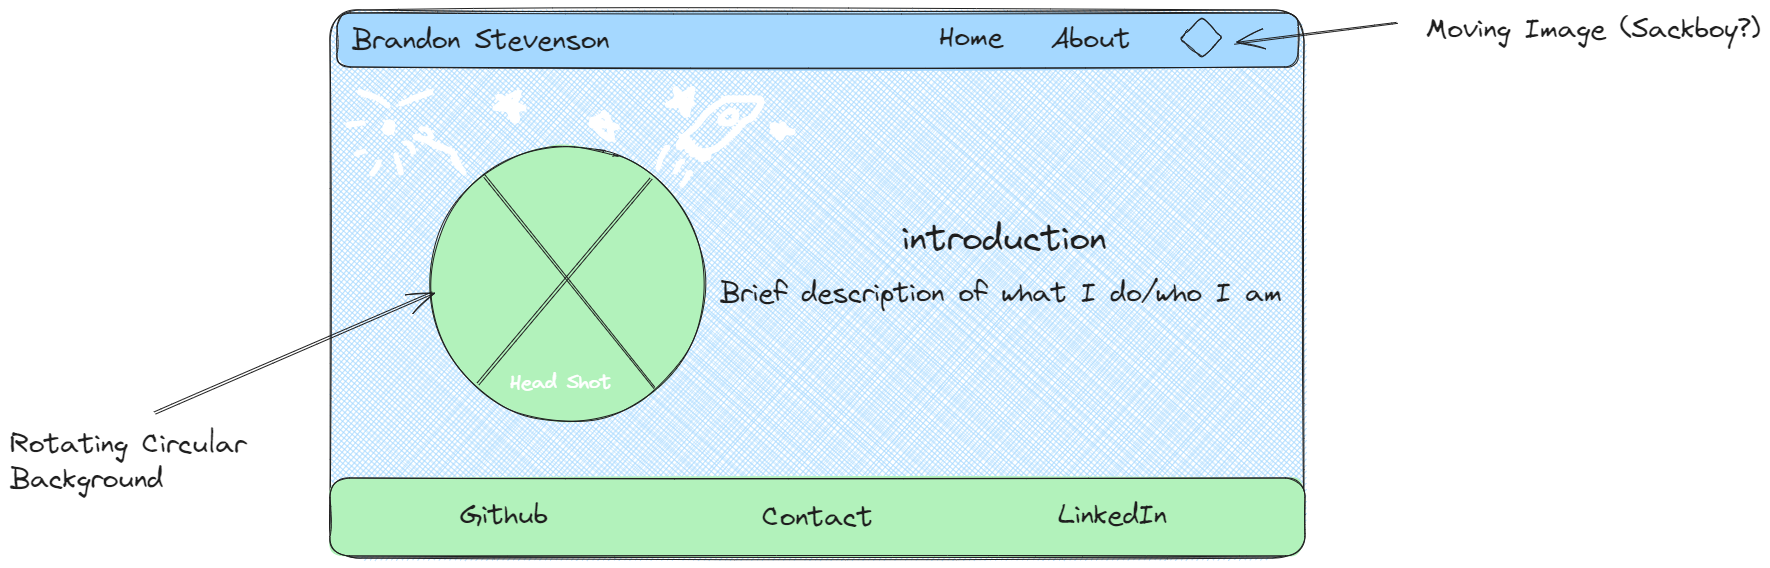 Brandon Stevenson
Home
About
Moving Image (Sackboy?)
introduction
Brief description of what I do/who I am
Head Shot
Rotating Circular
Background
Github
Contact
LinkedIn